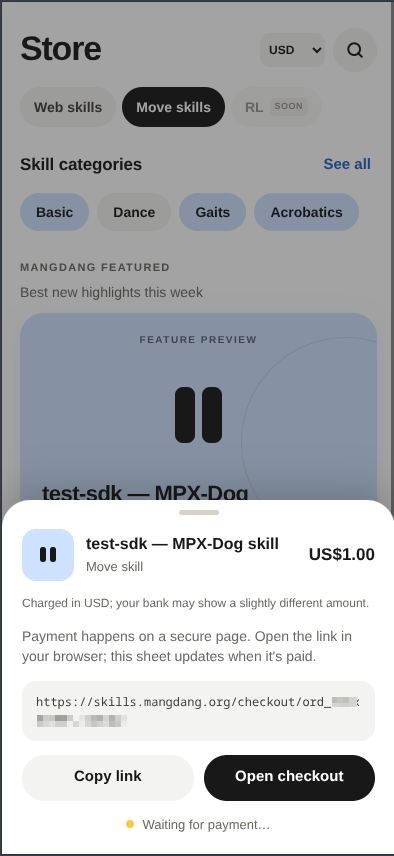 Store
USD
Web skills
Move skills
RL SOON
Skill categories
See all
Basic
Dance
Gaits
Acrobatics
MANGDANG FEATURED
Best new highlights this week
FEATURE PREVIEW
test-sdk — MPX-Dog
test-sdk — MPX-Dog skill
US$1.00
Move skill
Charged in USD; your bank may show a slightly different amount.
Payment happens on a secure page. Open the link in
your browser; this sheet updates when it's paid.
https://skills.mangdang.org/checkout/ord_
Copy link
Open checkout
Waiting for payment…